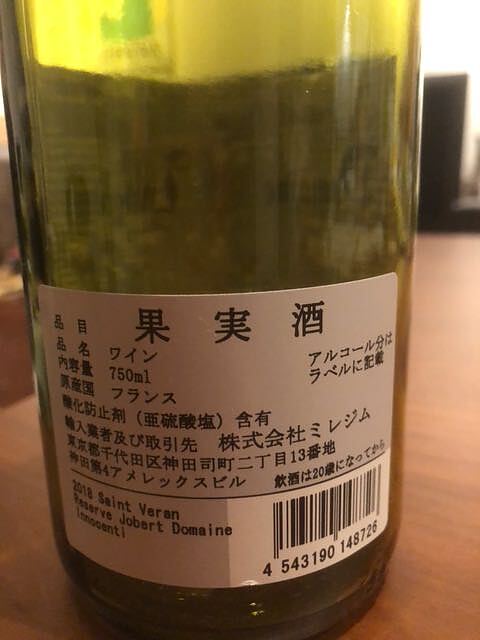 品目 果実酒
品名 ワイン
内容量 750ml
アルコール分は
ラベルに記載
原産国 フランス
酸化防止剤（亜硫酸塩）含有
輸入業者及び取引先 株式会社ミレジム
東京都千代田区神田司町二丁目13番地
神田第4アメレックスビル
飲酒は20歳になってから
2018 Saint Veran
Reserve Jobert Domaine
Innocenti
4 543190 148726